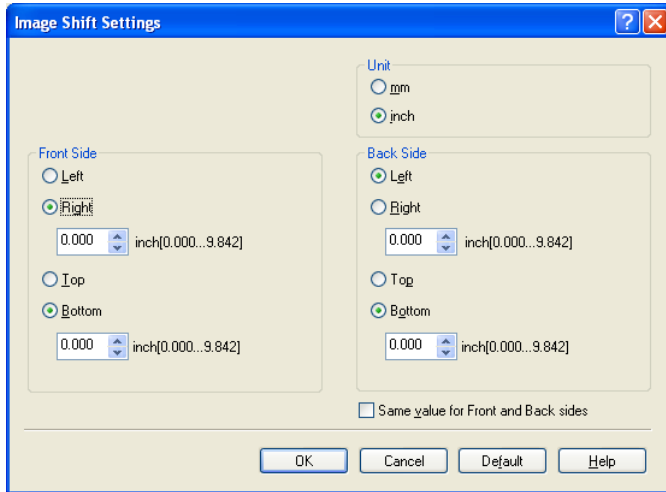 Image Shift Settings
Unit
mm
inch
Front Side
Left
Right
0.000 inch[0.000...9.842]
Top
Bottom
0.000 inch[0.000...9.842]
Back Side
Left
Right
0.000 inch[0.000...9.842]
Top
Bottom
0.000 inch[0.000...9.842]
Same value for Front and Back sides
OK Cancel Default Help